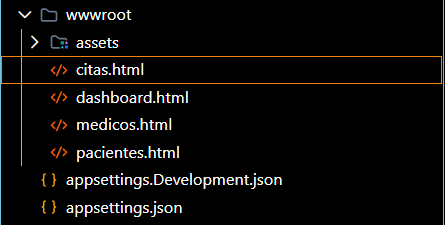 wwwroot
assets
</> citas.html
</> dashboard.html
</> medicos.html
</> pacientes.html
{ } appsettings.Development.json
{ } appsettings.json